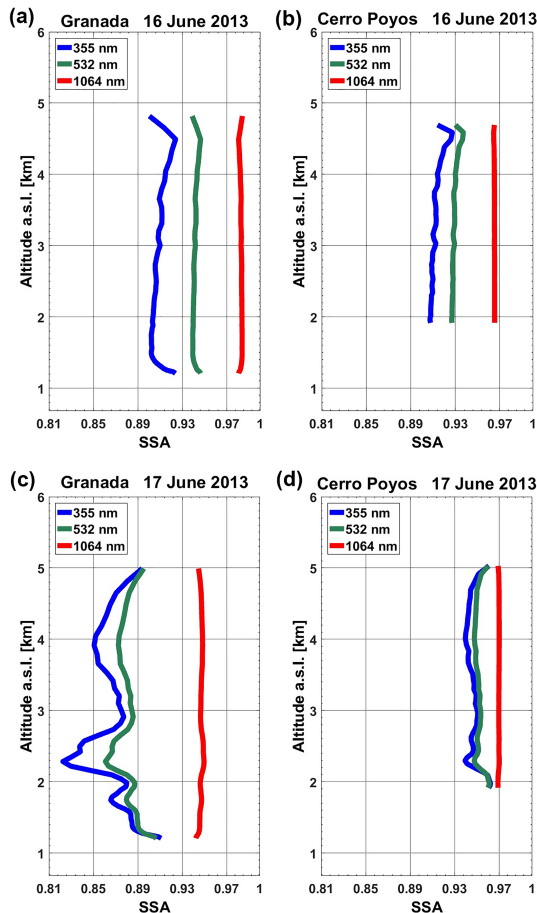 (a) Granada 16 June 2013
6
5
4
3
2
1
Altitude a.s.l. [km]
355 nm
532 nm
1064 nm
0.81 0.85 0.89 0.93 0.97 1
SSA
(b) Cerro Poyos 16 June 2013
6
5
4
3
2
1
Altitude a.s.l. [km]
355 nm
532 nm
1064 nm
0.81 0.85 0.89 0.93 0.97 1
SSA
(c) Granada 17 June 2013
6
5
4
3
2
1
Altitude a.s.l. [km]
355 nm
532 nm
1064 nm
0.81 0.85 0.89 0.93 0.97 1
SSA
(d) Cerro Poyos 17 June 2013
6
5
4
3
2
1
Altitude a.s.l. [km]
355 nm
532 nm
1064 nm
0.81 0.85 0.89 0.93 0.97 1
SSA